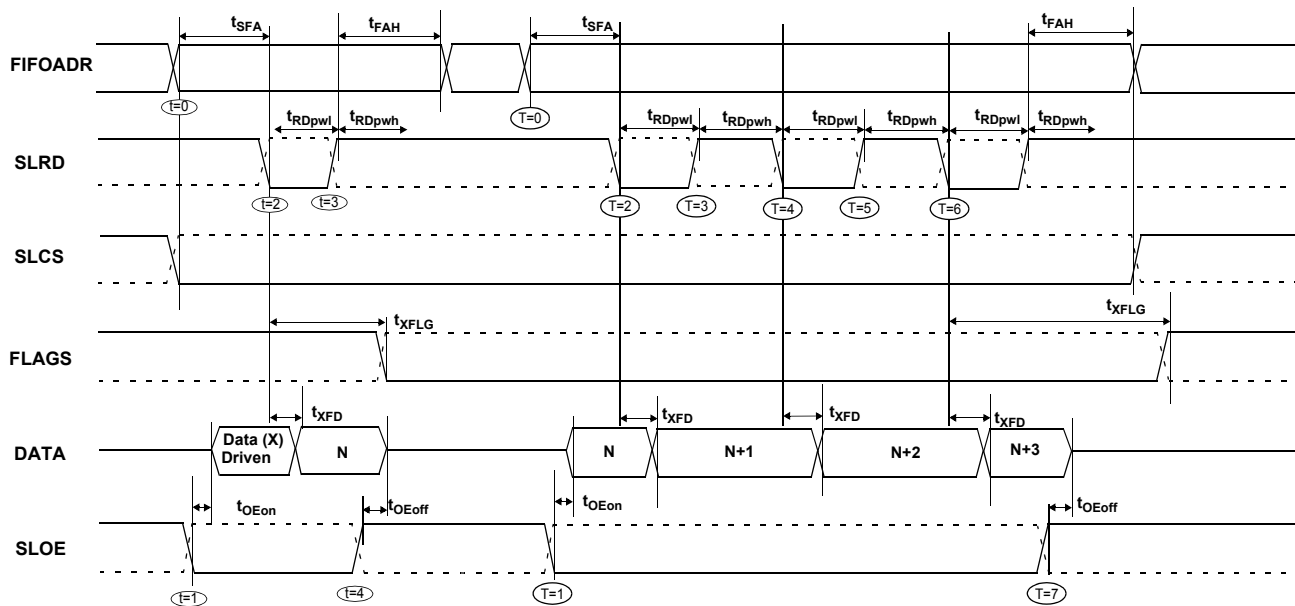 tSFA tFAH tSFA tFAH
FIFOADR
t=0 T=0
tRDpwl tRDpwh tRDpwl tRDpwh tRDpwl tRDpwh tRDpwl tRDpwh
SLRD
t=2 t=3 T=2 T=3 T=4 T=5 T=6
SLCS
tXFLG tXFLG
FLAGS
tXFD tXFD tXFD tXFD
DATA
Data (X)
Driven
N N N+1 N+2 N+3
tOEon tOEoff tOEon tOEoff
SLOE
t=1 t=4 T=1 T=7